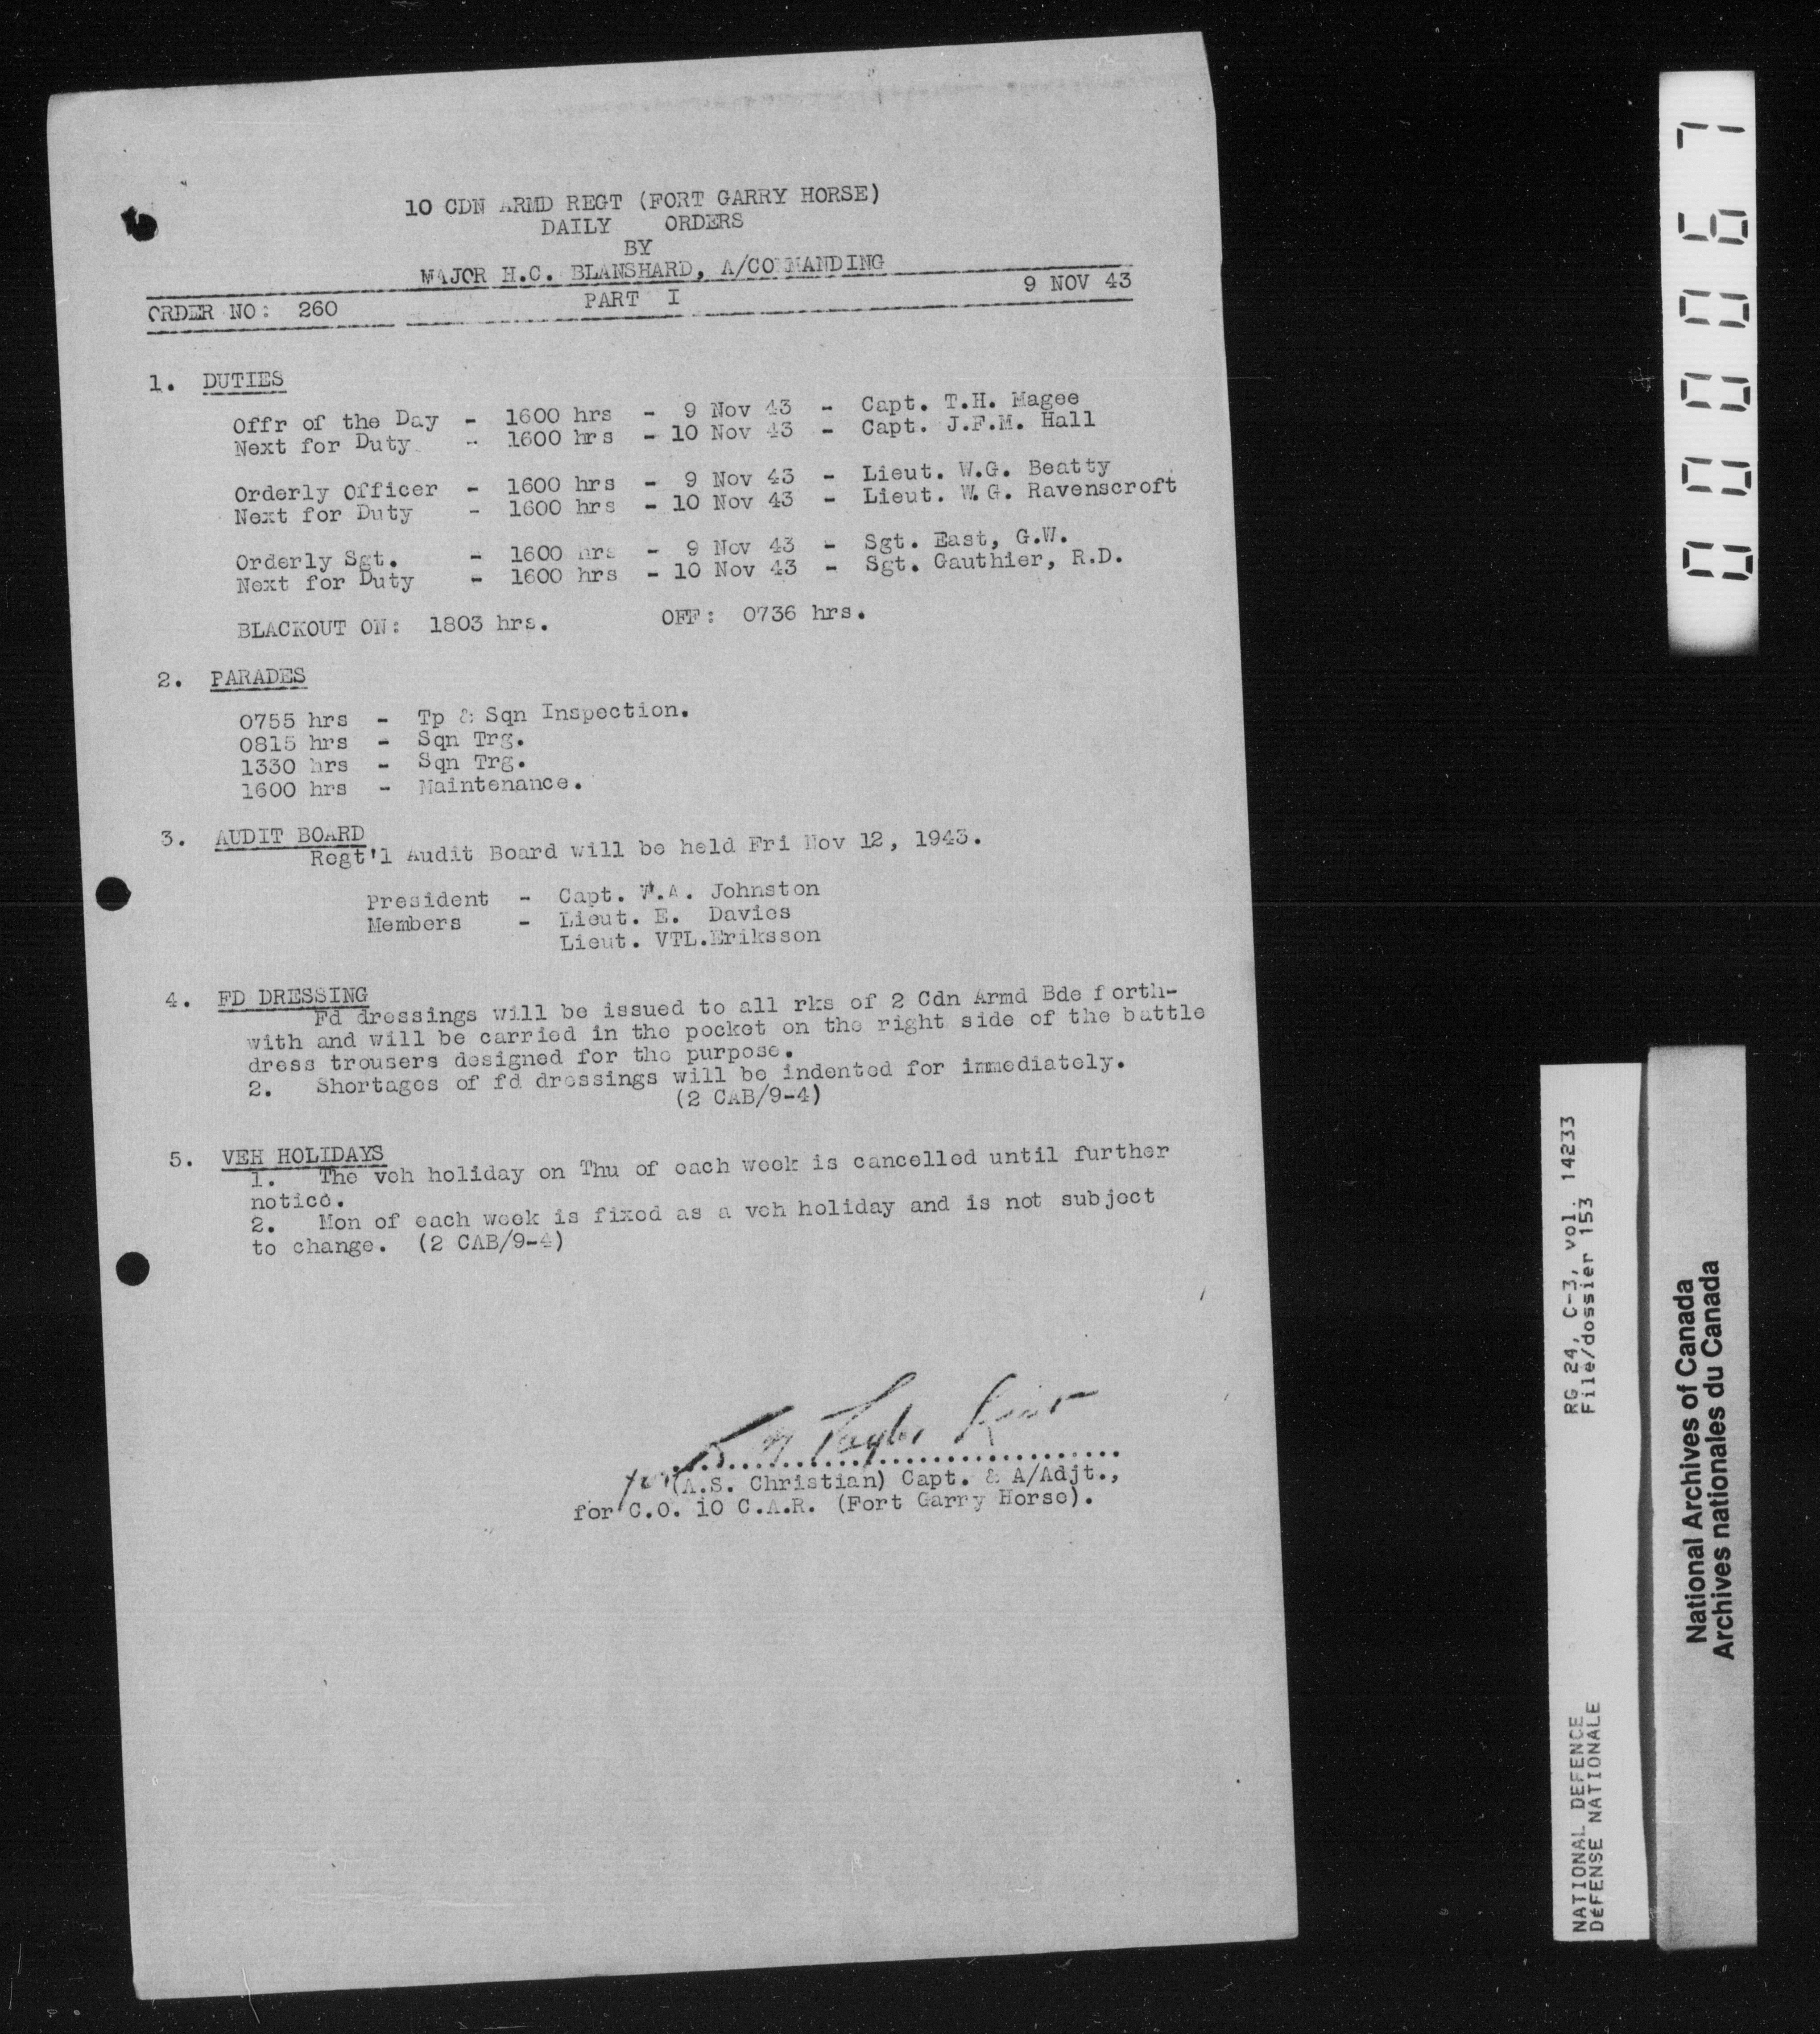 10 CDN ARMD REGT (FORT GARRY HORSE)
DAILY ORDERS
BY
MAJOR H.C. BLANSHARD, A/COMMANDING
ORDER NO: 260 PART I 9 NOV 43
1. DUTIES
Offr of the Day - 1600 hrs - 9 Nov 43 - Capt. T.H. Magee
Next for Duty - 1600 hrs - 10 Nov 43 - Capt. J.F.M. Hall
Orderly Officer - 1600 hrs - 9 Nov 43 - Lieut. W.G. Beatty
Next for Duty - 1600 hrs - 10 Nov 43 - Lieut. W.G. Ravenscroft
Orderly Sgt. - 1600 hrs - 9 Nov 43 - Sgt. East, G.W.
Next for Duty - 1600 hrs - 10 Nov 43 - Sgt. Gauthier, R.D.
BLACKOUT ON: 1803 hrs. OFF: 0736 hrs.
2. PARADES
0755 hrs - Tp & Sqn Inspection.
0815 hrs - Sqn Trg.
1330 hrs - Sqn Trg.
1600 hrs - Maintenance.
3. AUDIT BOARD
Regt'l Audit Board will be held Fri Nov 12, 1943.
President - Capt. W.A. Johnston
Members - Lieut. E. Davies
Lieut. VTL.Eriksson
4. FD DRESSING
Fd dressings will be issued to all rks of 2 Cdn Armd Bde forth-
with and will be carried in the pocket on the right side of the battle
dress trousers designed for the purpose.
2. Shortages of fd dressings will be indented for immediately.
(2 CAB/9-4)
5. VEH HOLIDAYS
1. The veh holiday on Thu of each week is cancelled until further
notice.
2. Mon of each week is fixed as a veh holiday and is not subject
to change. (2 CAB/9-4)
Taylor Lieut
for (A.S. Christian) Capt. & A/Adjt.,
for C.O. 10 C.A.R. (Fort Garry Horse).
000067
RG 24, C-3, vol. 14233
File/dossier 153
NATIONAL DEFENCE
DÉFENSE NATIONALE
National Archives of Canada
Archives nationales du Canada